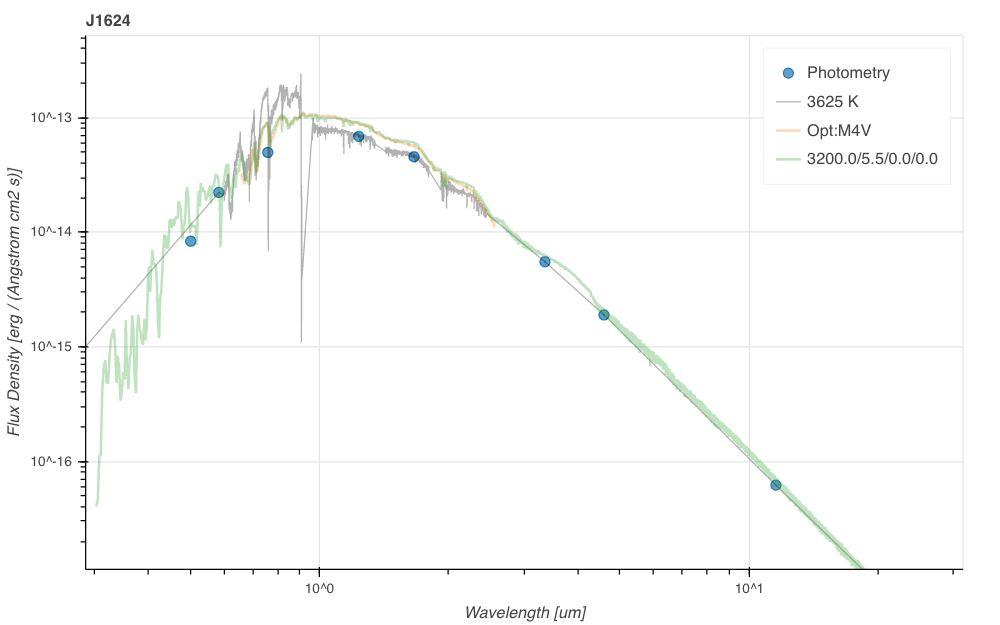 J1624
Photometry
3625 K
Opt:M4V
3200.0/5.5/0.0/0.0
Flux Density [erg / (Angstrom cm2 s)]
10^-13
10^-14
10^-15
10^-16
10^0
10^1
Wavelength [um]